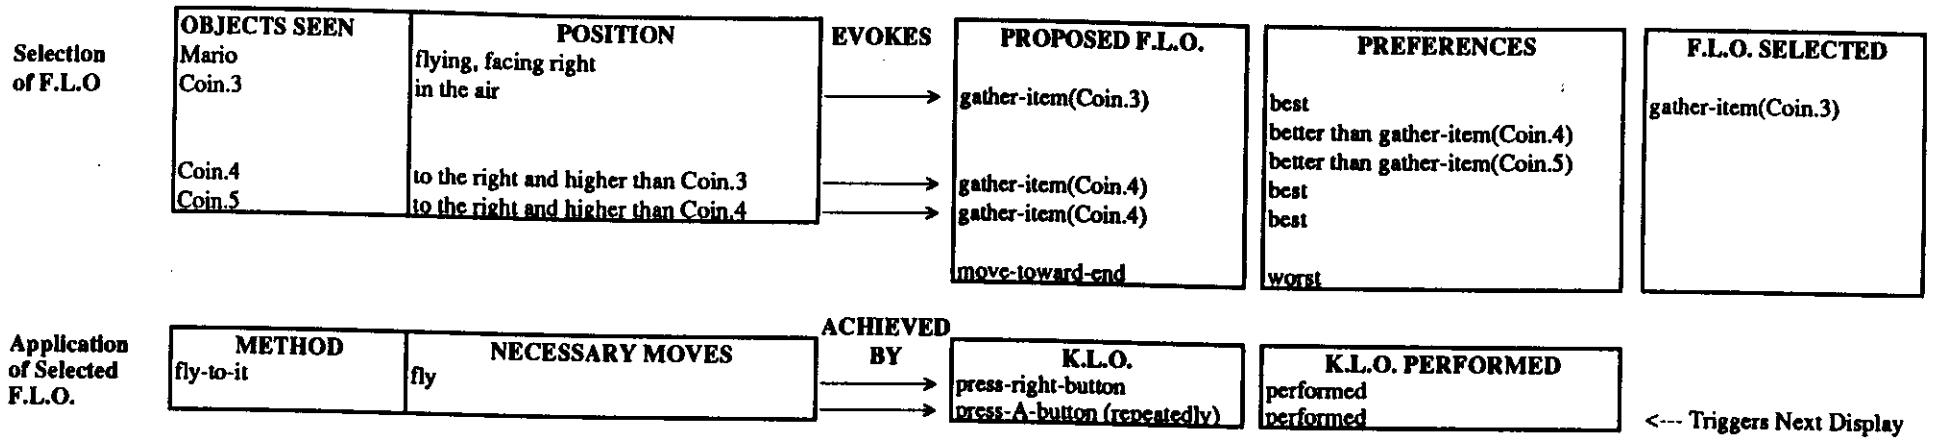 Selection
of F.L.O
OBJECTS SEEN
POSITION
EVOKES
PROPOSED F.L.O.
PREFERENCES
F.L.O. SELECTED
Mario
flying, facing right
Coin.3
in the air
gather-item(Coin.3)
best
gather-item(Coin.3)
better than gather-item(Coin.4)
better than gather-item(Coin.5)
Coin.4
to the right and higher than Coin.3
gather-item(Coin.4)
best
Coin.5
to the right and higher than Coin.4
gather-item(Coin.4)
best
move-toward-end
worst
Application
of Selected
F.L.O.
METHOD
NECESSARY MOVES
ACHIEVED
BY
K.L.O.
K.L.O. PERFORMED
fly-to-it
fly
press-right-button
performed
press-A-button (repeatedly)
performed
<--- Triggers Next Display